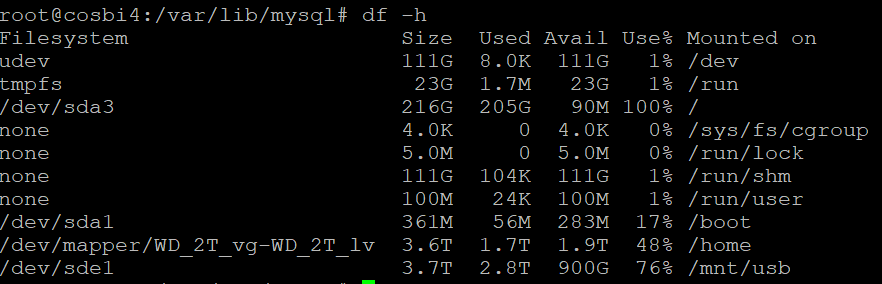 root@cosbi4:/var/lib/mysql# df -h
Filesystem Size Used Avail Use% Mounted on
udev 111G 8.0K 111G 1% /dev
tmpfs 23G 1.7M 23G 1% /run
/dev/sda3 216G 205G 90M 100% /
none 4.0K 0 4.0K 0% /sys/fs/cgroup
none 5.0M 0 5.0M 0% /run/lock
none 111G 104K 111G 1% /run/shm
none 100M 24K 100M 1% /run/user
/dev/sda1 361M 56M 283M 17% /boot
/dev/mapper/WD_2T_vg-WD_2T_lv 3.6T 1.7T 1.9T 48% /home
/dev/sde1 3.7T 2.8T 900G 76% /mnt/usb